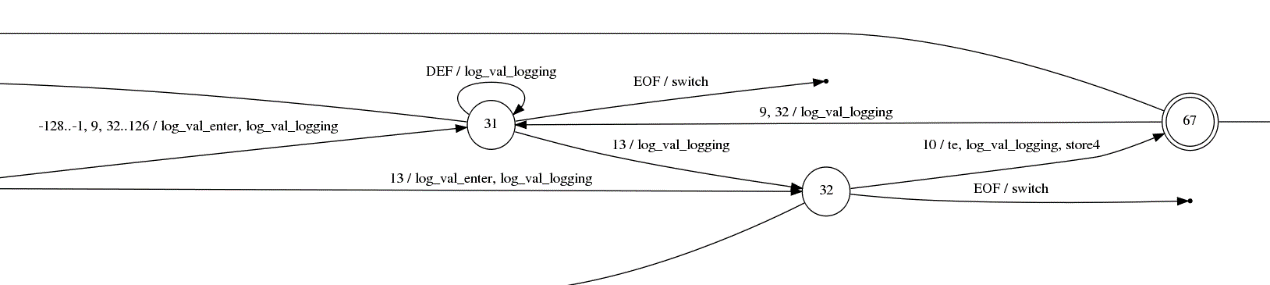 DEF / log_val_logging
EOF / switch
9, 32 / log_val_logging
31
67
-128..-1, 9, 32..126 / log_val_enter, log_val_logging
13 / log_val_logging
10 / te, log_val_logging, store4
13 / log_val_enter, log_val_logging
32
EOF / switch